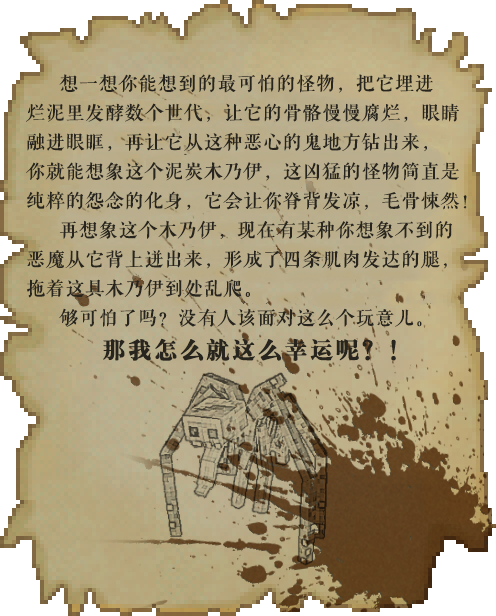 想一想你能想到的最可怕的怪物，把它埋进
烂泥里发酵数个世代，让它的骨骼慢慢腐烂，眼睛
融进眼眶，再让它从这种恶心的鬼地方钻出来，
你就能想象这个泥炭木乃伊，这凶猛的怪物简直是
纯粹的怨念的化身，它会让你脊背发凉，毛骨悚然！
再想象这个木乃伊，现在有某种你想象不到的
恶魔从它背上迸出来，形成了四条肌肉发达的腿，
拖着这具木乃伊到处乱爬。
够可怕了吗？没有人该面对这么个玩意儿。
那我怎么就这么幸运呢？！